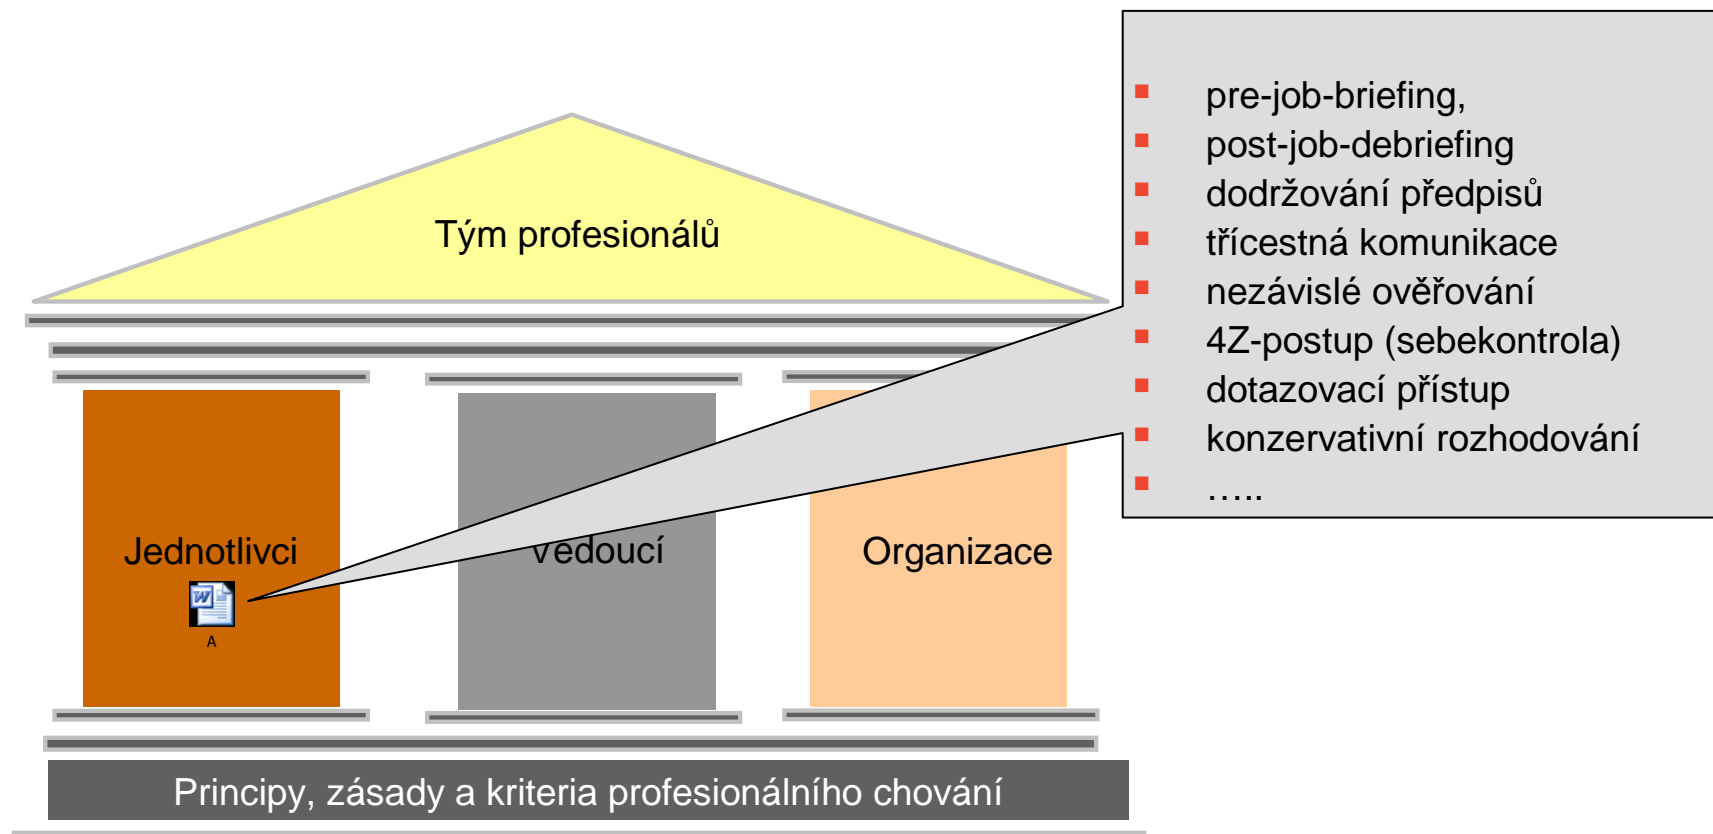 pre-job-briefing,
post-job-debriefing
dodržování předpisů
třícestná komunikace
nezávislé ověřování
4Z-postup (sebekontrola)
dotazovací přístup
konzervativní rozhodování
.....
Tým profesionálů
Jednotlivci
Vedoucí
Organizace
W
A
Principy, zásady a kriteria profesionálního chování